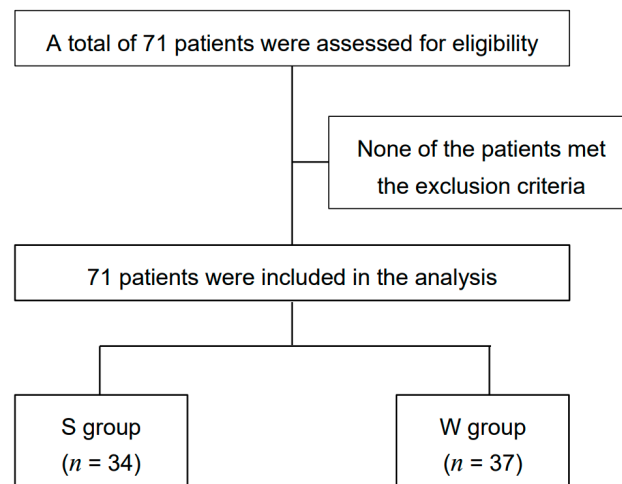 A total of 71 patients were assessed for eligibility
None of the patients met
the exclusion criteria
71 patients were included in the analysis
S group
(n = 34)
W group
(n = 37)